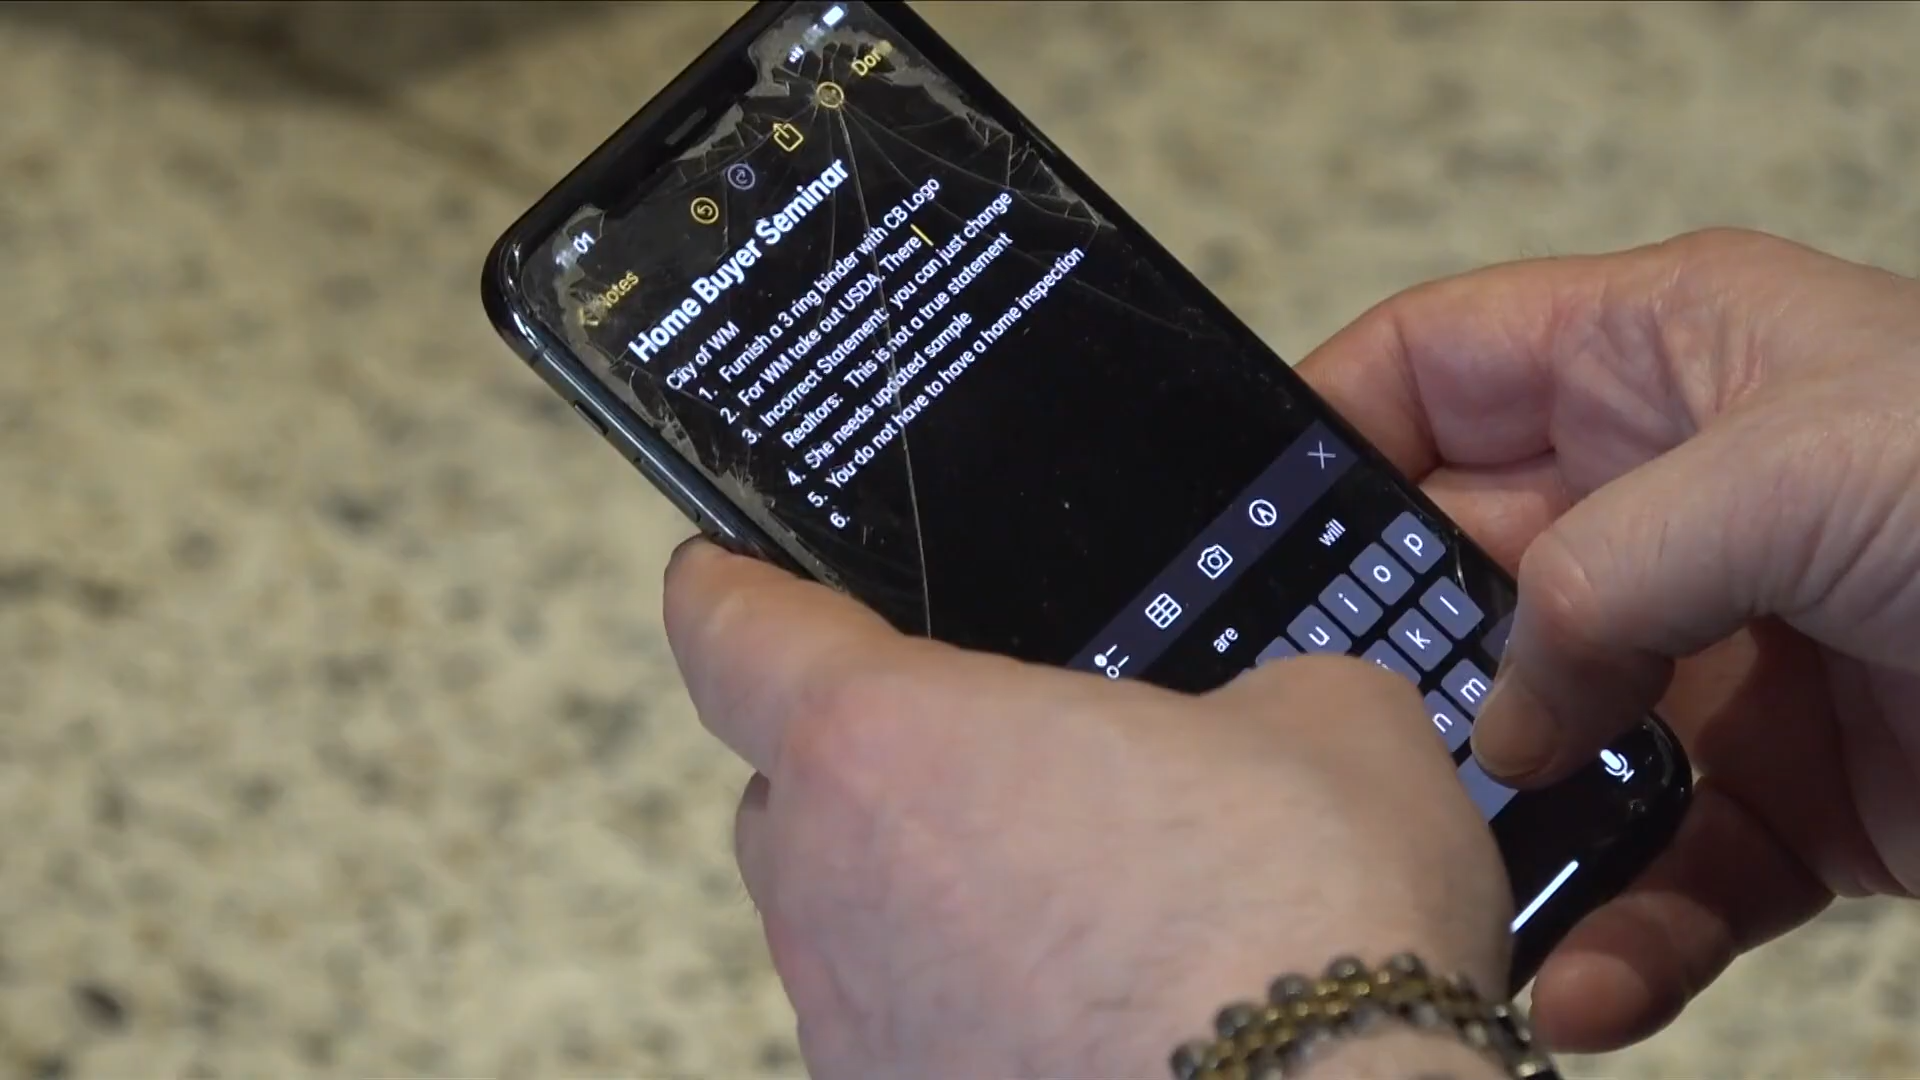 Notes
Home Buyer Seminar
City of WM
1. Furnish a 3 ring binder with CB Logo
2. For WM take out USDA. There
3. Incorrect Statement: you can just change
Realtors: This is not a true statement
4. She needs updated sample
5. You do not have to have a home inspection
6.
are
will
u i o p
k l
n m